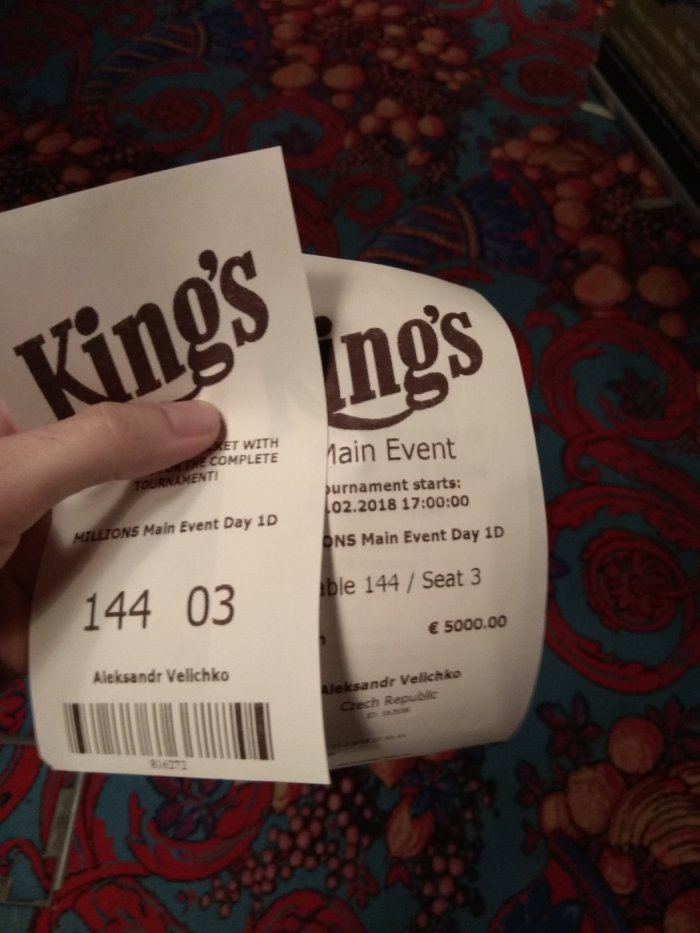 King's
KET WITH
THE COMPLETE
TOURNAMENT!
MILLIONS Main Event Day 1D
144 03
Aleksandr Velichko
816272
ing's
Main Event
ournament starts:
.02.2018 17:00:00
ONS Main Event Day 1D
able 144 / Seat 3
€ 5000.00
Aleksandr Velichko
Czech Republic